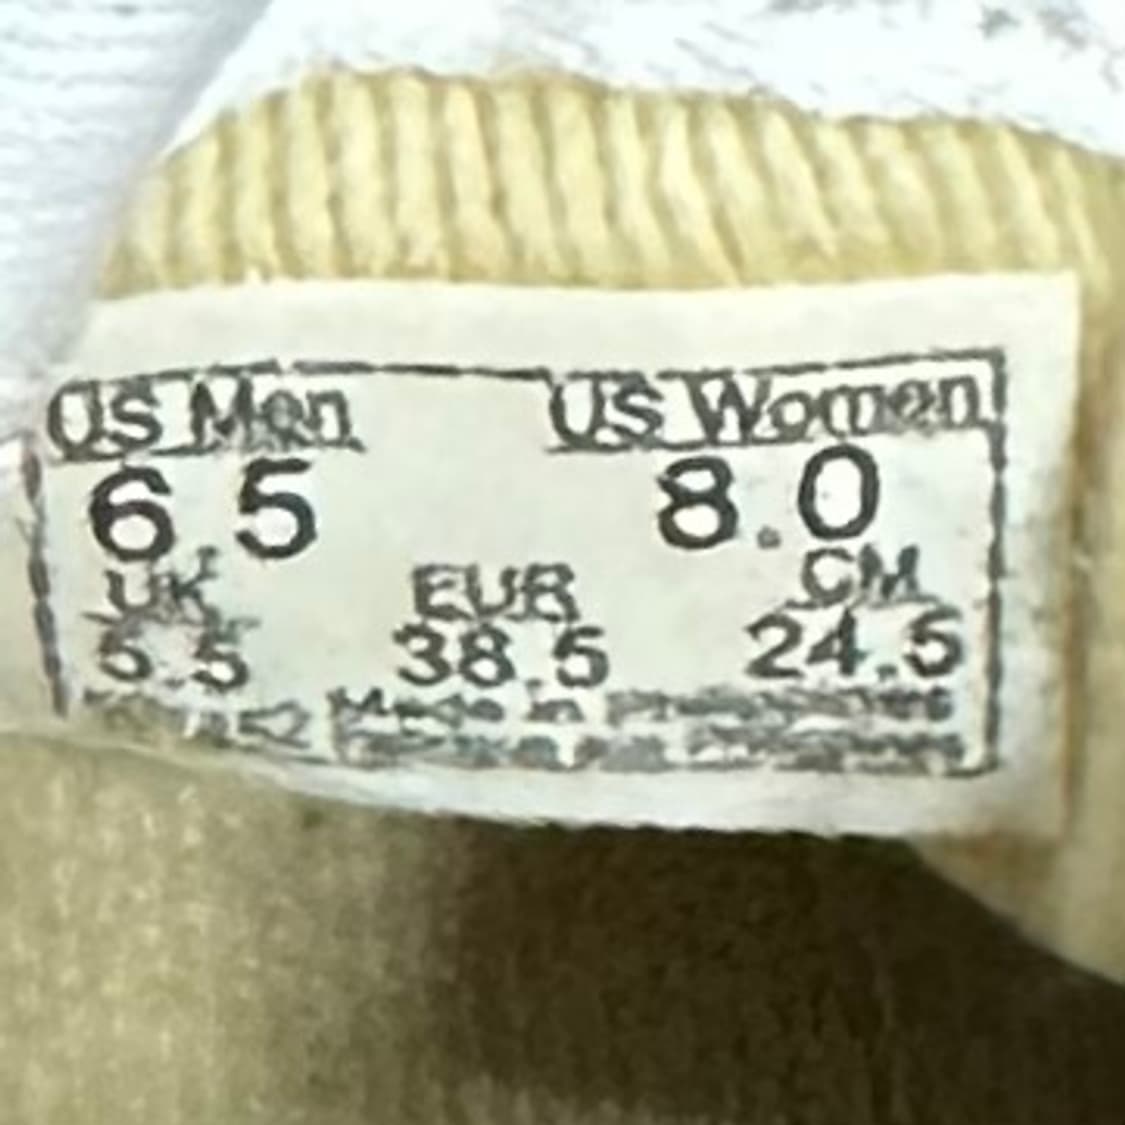 US Men US Women
6.5 8.0
UK EUR CM
5.5 38.5 24.5
Made in Philippines